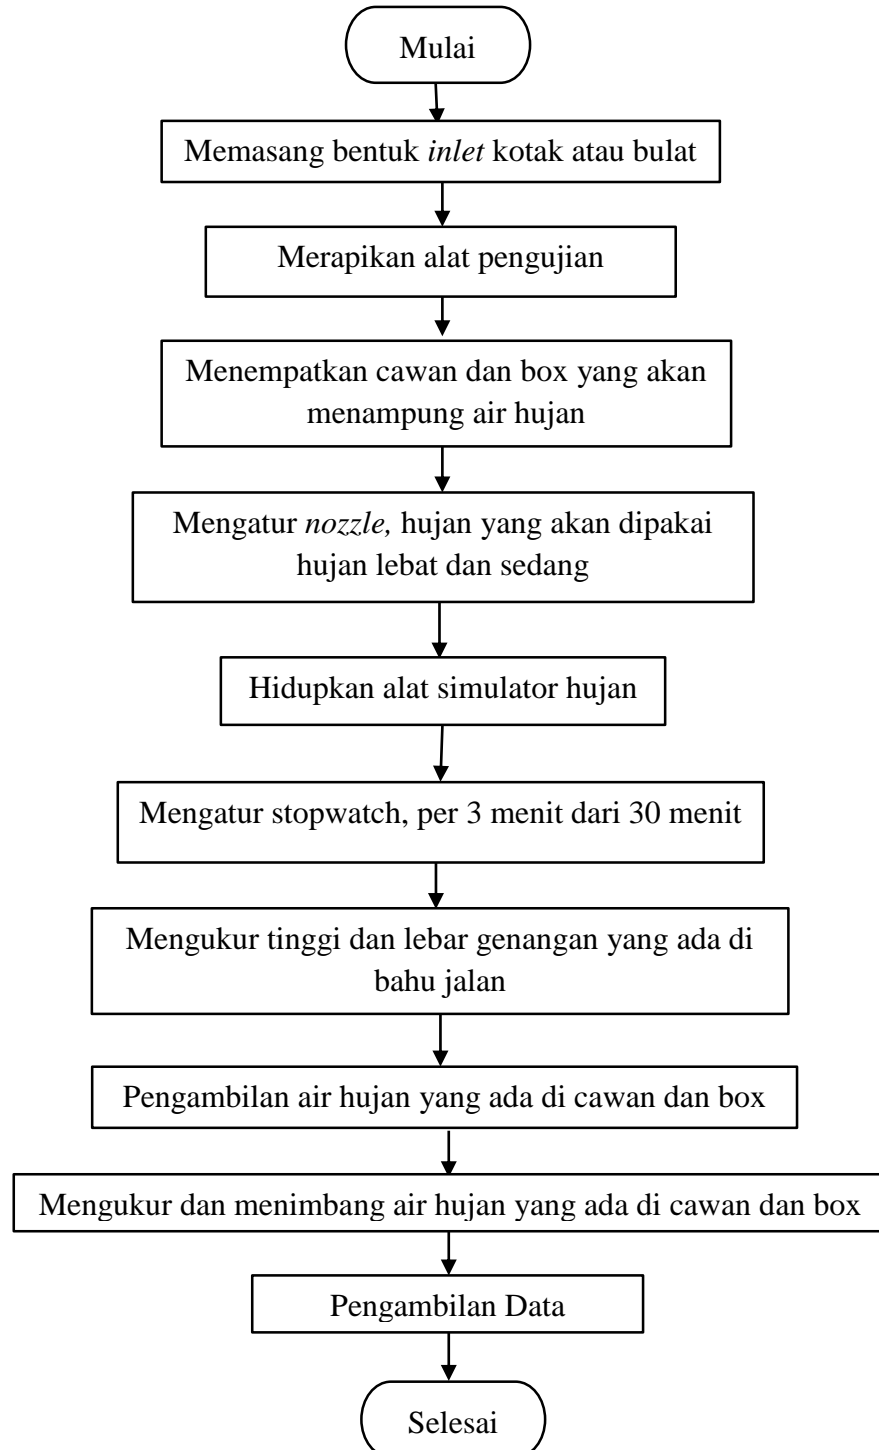 Mulai
Memasang bentuk inlet kotak atau bulat
Merapikan alat pengujian
Menempatkan cawan dan box yang akan
menampung air hujan
Mengatur nozzle, hujan yang akan dipakai
hujan lebat dan sedang
Hidupkan alat simulator hujan
Mengatur stopwatch, per 3 menit dari 30 menit
Mengukur tinggi dan lebar genangan yang ada di
bahu jalan
Pengambilan air hujan yang ada di cawan dan box
Mengukur dan menimbang air hujan yang ada di cawan dan box
Pengambilan Data
Selesai